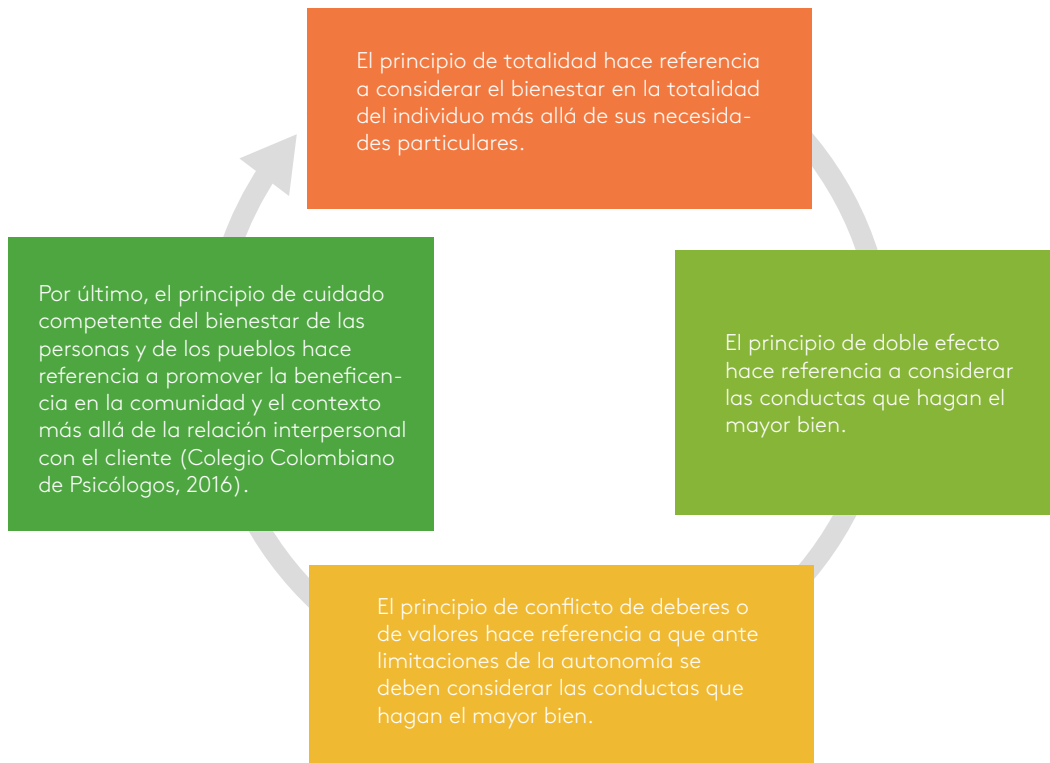 El principio de totalidad hace referencia
a considerar el bienestar en la totalidad
del individuo más allá de sus necesida-
des particulares.
El principio de doble efecto
hace referencia a considerar
las conductas que hagan el
mayor bien.
El principio de conflicto de deberes o
de valores hace referencia a que ante
limitaciones de la autonomía se
deben considerar las conductas que
hagan el mayor bien.
Por último, el principio de cuidado
competente del bienestar de las
personas y de los pueblos hace
referencia a promover la beneficen-
cia en la comunidad y el contexto
más allá de la relación interpersonal
con el cliente (Colegio Colombiano
de Psicólogos, 2016).